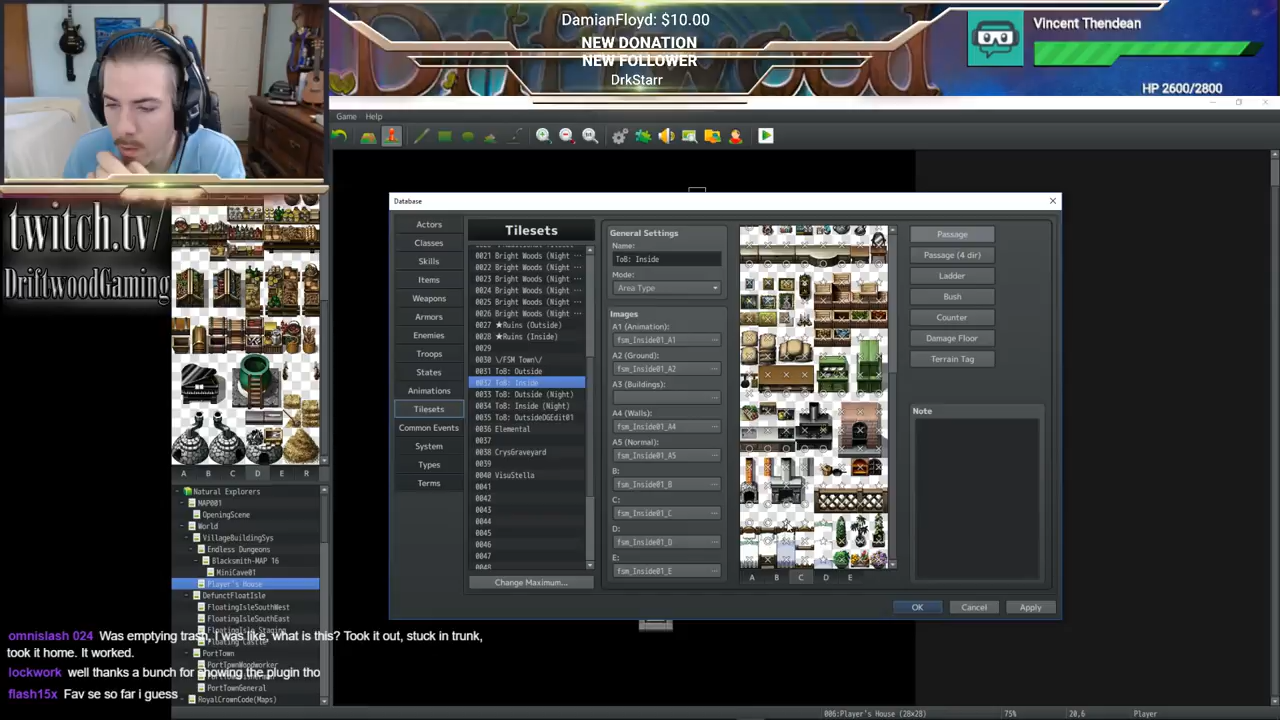 DamianFloyd: $10.00
NEW DONATION
NEW FOLLOWER
DrkStarr
Vincent Thendean
HP 2600/2800
Game Help
twitch.tv/
DriftwoodGaming
Database
Actors
Classes
Skills
Items
Weapons
Armors
Enemies
Troops
States
Animations
Tilesets
Common Events
System
Types
Terms
Tilesets
0021 Bright Woods (Night ···
0022 Bright Woods (Night ···
0023 Bright Woods (Night ···
0024 Bright Woods (Night ···
0025 Bright Woods (Night ···
0026 Bright Woods (Night ···
0027 ★Ruins (Outside)
0028 ★Ruins (Inside)
0029
0030 \/FSM Town\/
0031 ToB: Outside
0032 ToB: Inside
0033 ToB: Outside (Night)
0034 ToB: Inside (Night)
0035 ToB: OutsideDGEdit01
0036 Elemental
0037
0038 CrysGraveyard
0039
0040 VisuStella
0041
0042
0043
0044
0045
0046
0047
0048
Change Maximum...
General Settings
Name:
ToB: Inside
Mode:
Area Type
Images
A1 (Animation):
fsm_Inside01_A1
A2 (Ground):
fsm_Inside01_A2
A3 (Buildings):
A4 (Walls):
fsm_Inside01_A4
A5 (Normal):
fsm_Inside01_A5
B:
fsm_Inside01_B
C:
fsm_Inside01_C
D:
fsm_Inside01_D
E:
fsm_Inside01_E
A B C D E
Passage
Passage (4 dir)
Ladder
Bush
Counter
Damage Floor
Terrain Tag
Note
OK Cancel Apply
A B C D E R
Natural Explorers
MAP001
OpeningScene
World
VillageBuildingSys
Endless Dungeons
Blacksmith-MAP 16
MiniCave01
Player's House
DefunctFloatIsle
FloatingIsleSouthWest
FloatingIsleSouthEast
PortTown
PortTownGeneral
RoyalCrownCode(Maps)
omnislash 024 Was emptying trash, I was like, what is this? Took it out, stuck in trunk,
took it home. It worked.
lockwork well thanks a bunch for showing the plugin tho
flash15x Fav se so far i guess
006:Player's House (28x28) 75% 20,6 Player